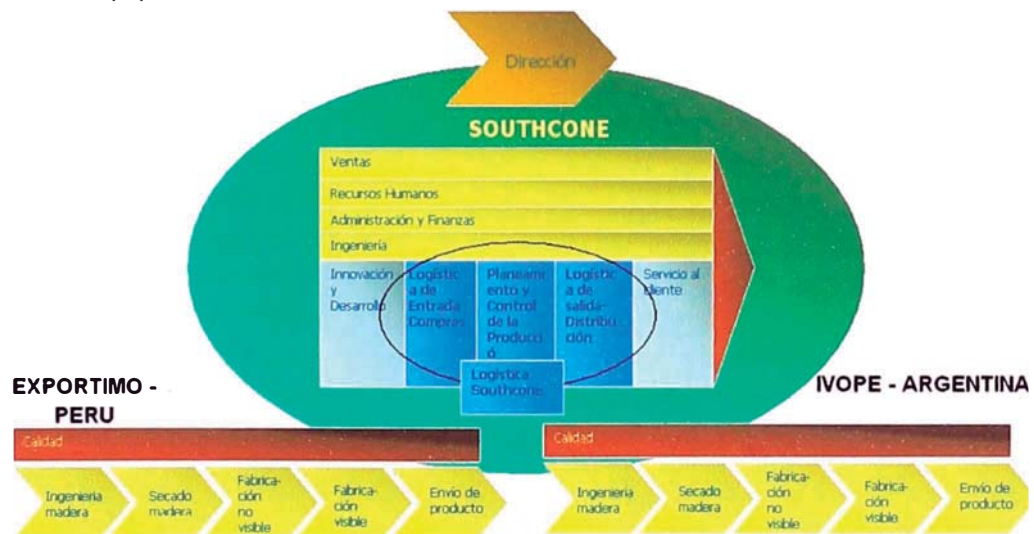 Dirección
SOUTHCONE
Ventas
Recursos Humanos
Administración y Finanzas
Ingeniería
Innovación
y
Desarrollo
Logístic
a de
Entrada
Compras
Planeami
ento y
Control
de la
Producci
ó
Logístic
a de
salida-
Distribu
ción
Servicio al
cliente
Logística
Southcone
EXPORTIMO -
PERU
IVOPE - ARGENTINA
Calidad
Ingeniería
madera
Secado
madera
Fabrica-
ción
no
visible
Fabrica-
ción
visible
Envío de
producto
Calidad
Ingeniería
madera
Secado
madera
Fabrica-
ción
no
visible
Fabrica-
ción
visible
Envío de
producto